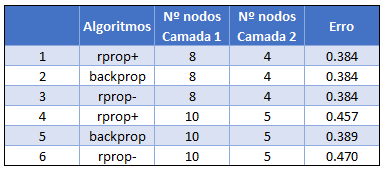 Algoritmos Nº nodos Camada 1 Nº nodos Camada 2 Erro
1 rprop+ 8 4 0.384
2 backprop 8 4 0.384
3 rprop- 8 4 0.384
4 rprop+ 10 5 0.457
5 backprop 10 5 0.389
6 rprop- 10 5 0.470